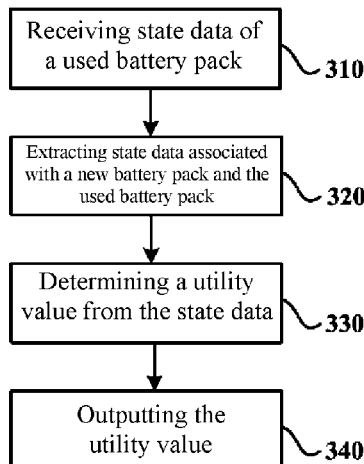 Receiving state data of
a used battery pack
310
Extracting state data associated
with a new battery pack and the
used battery pack
320
Determining a utility
value from the state data
330
Outputting the
utility value
340